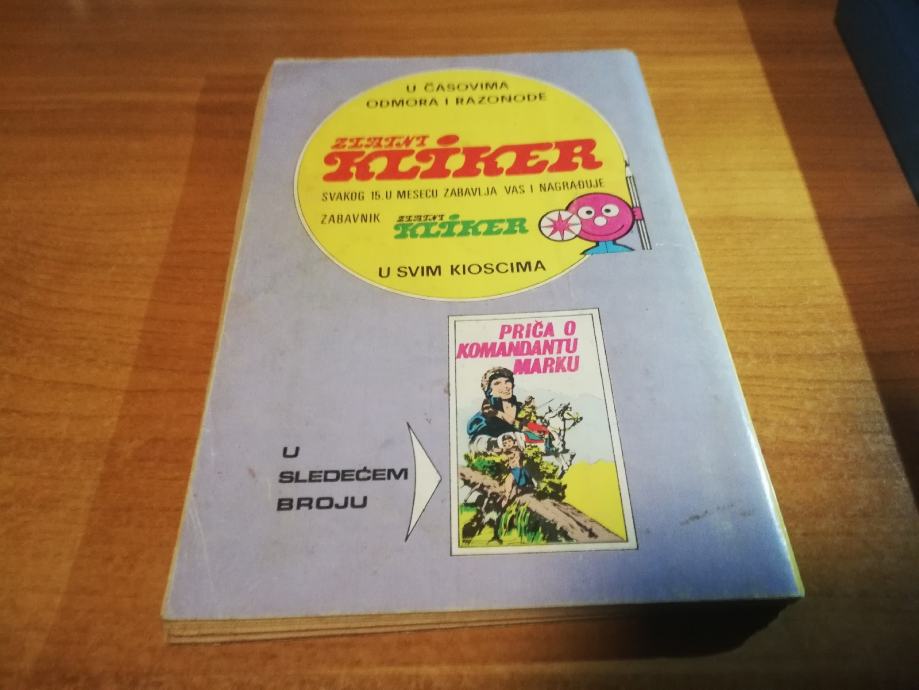 U ČASOVIMA
ODMORA I RAZONODE
ZLATNI
KLIKER
SVAKOG 15. U MESECU ZABAVLJA VAS I NAGRAĐUJE
ZABAVNIK ZLATNI
KLIKER
U SVIM KIOSCIMA
PRIČA O
KOMANDANTU
MARKU
U
SLEDEĆEM
BROJU